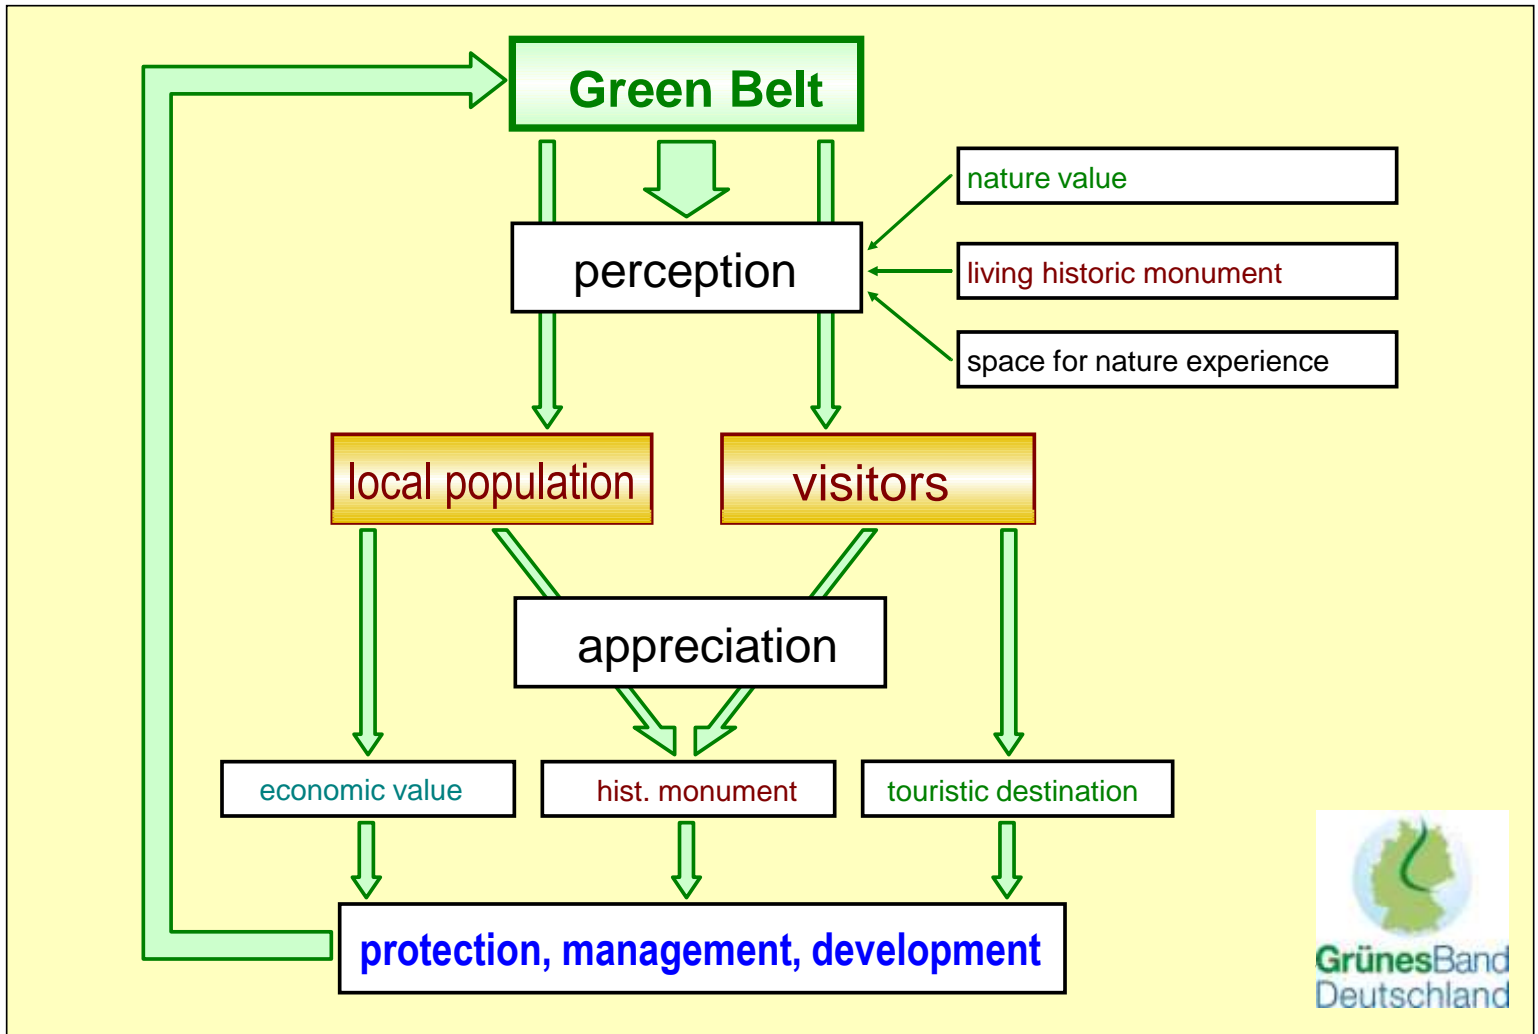 Green Belt
nature value
perception
living historic monument
space for nature experience
local population
visitors
appreciation
economic value
hist. monument
touristic destination
protection, management, development
GrünesBand
Deutschland